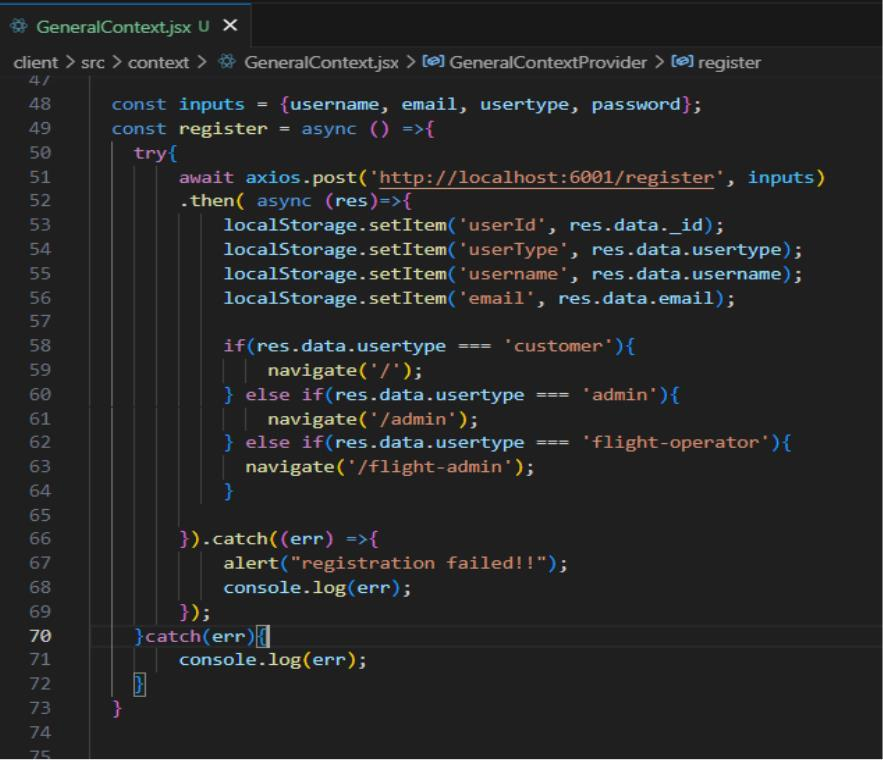 GeneralContext.jsx U ×
client > src > context > GeneralContext.jsx > GeneralContextProvider > register
47
48 const inputs = {username, email, usertype, password};
49 const register = async () =>{
50 try{
51 await axios.post('http://localhost:6001/register', inputs)
52 .then( async (res)=>{
53 localStorage.setItem('userId', res.data._id);
54 localStorage.setItem('userType', res.data.usertype);
55 localStorage.setItem('username', res.data.username);
56 localStorage.setItem('email', res.data.email);
57
58 if(res.data.usertype === 'customer'){
59 navigate('/');
60 } else if(res.data.usertype === 'admin'){
61 navigate('/admin');
62 } else if(res.data.usertype === 'flight-operator'){
63 navigate('/flight-admin');
64 }
65
66 }).catch((err) =>{
67 alert("registration failed!!");
68 console.log(err);
69 });
70 }catch(err){
71 console.log(err);
72 }
73 }
74
75